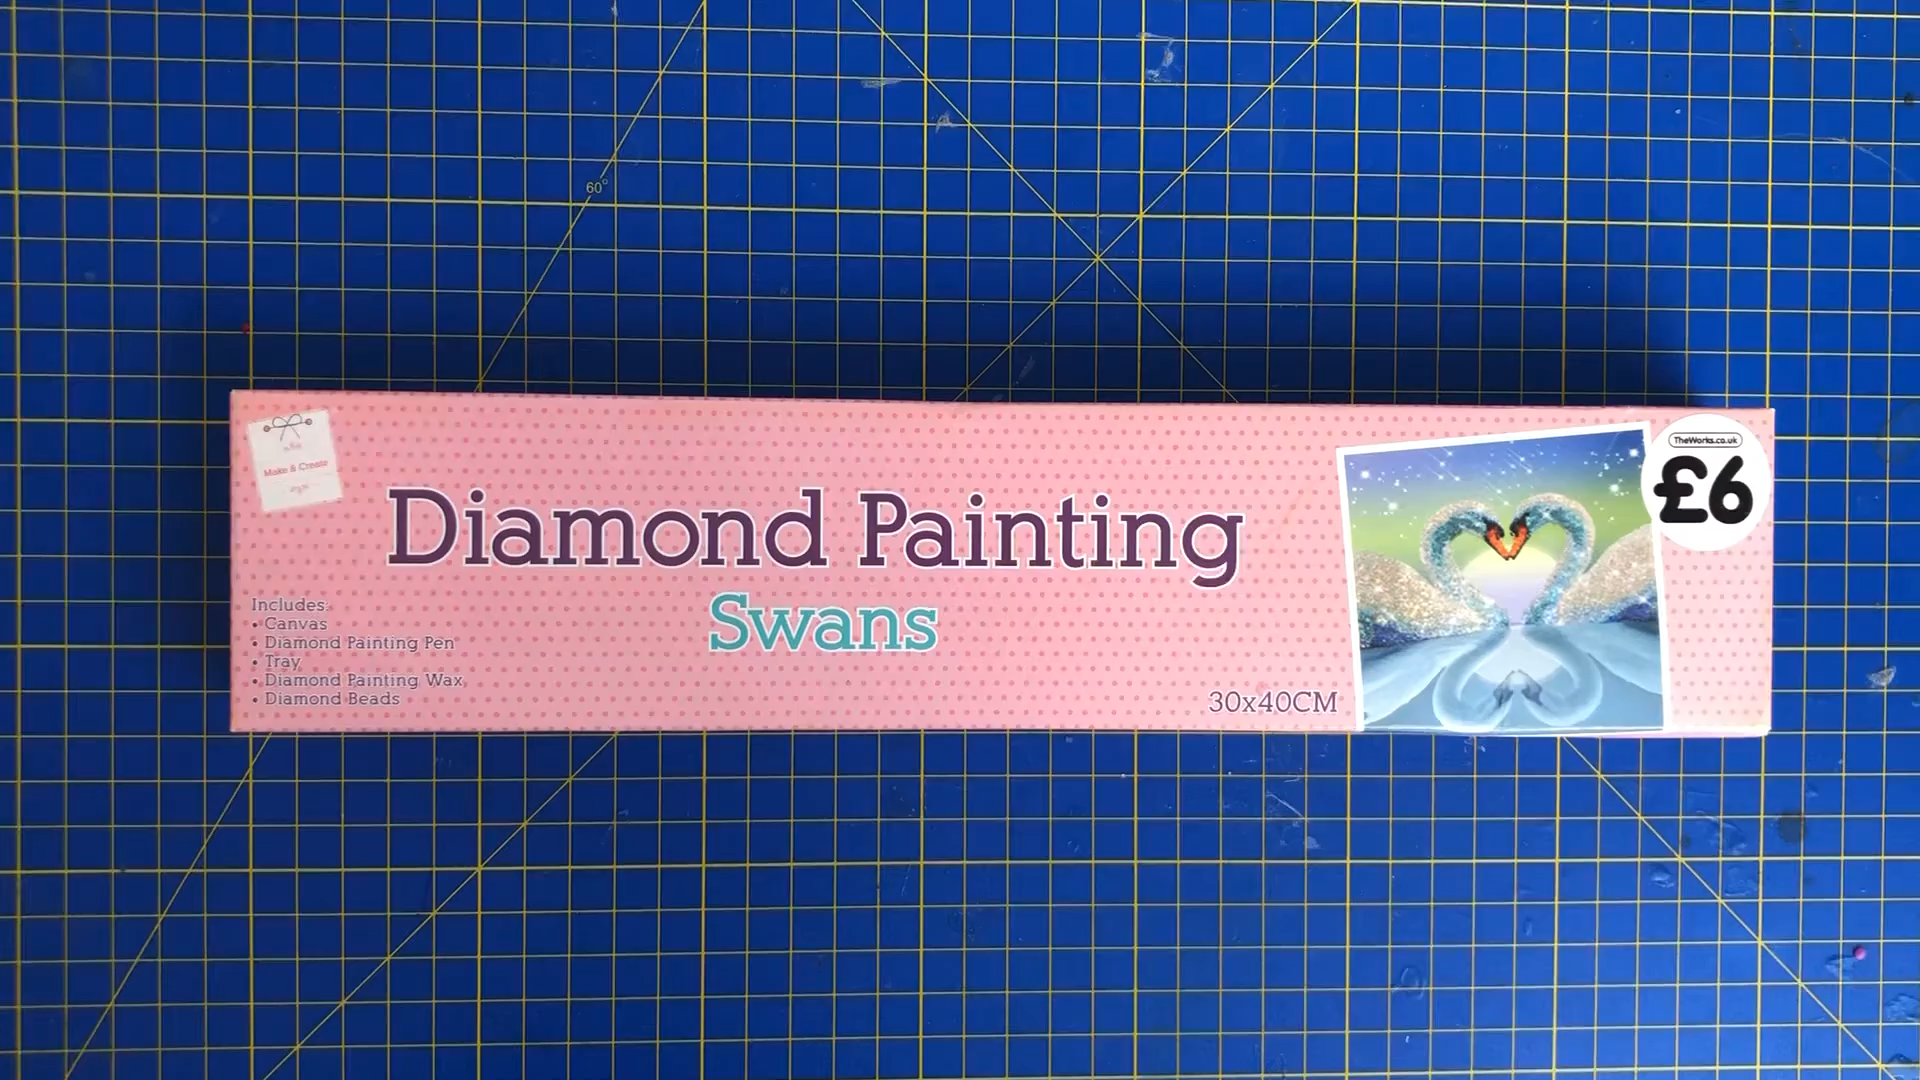 60°
Make & Create
Diamond Painting
Swans
Includes:
• Canvas
• Diamond Painting Pen
• Tray
• Diamond Painting Wax
• Diamond Beads
30x40CM
TheWorks.co.uk
£6